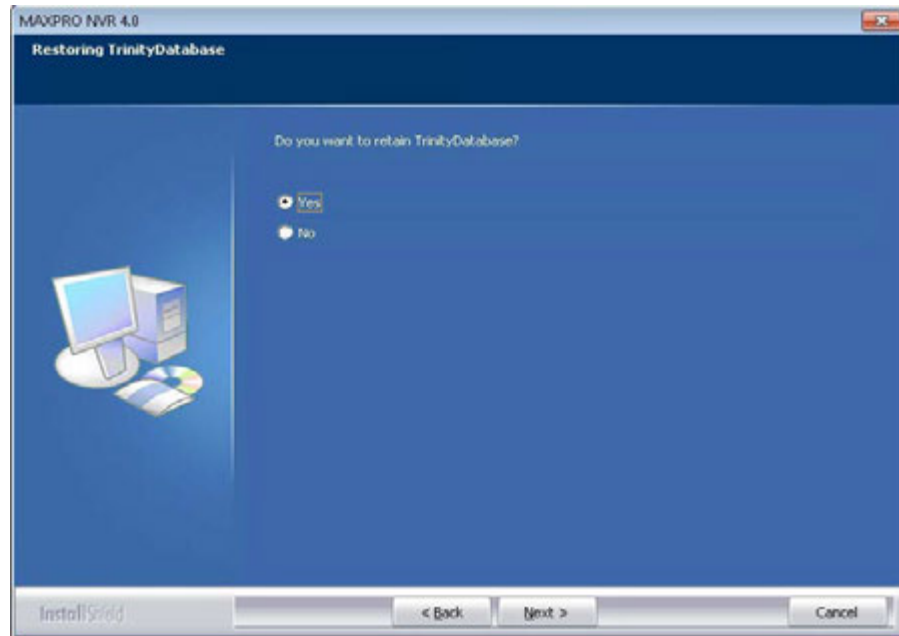 MAXPRO NVR 4.0
Restoring TrinityDatabase
Do you want to retain TrinityDatabase?
Yes
No
InstallShield
< Back
Next >
Cancel